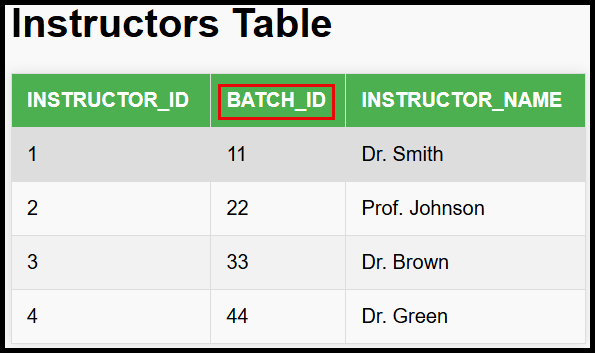 Instructors Table
INSTRUCTOR_ID BATCH_ID INSTRUCTOR_NAME
1 11 Dr. Smith
2 22 Prof. Johnson
3 33 Dr. Brown
4 44 Dr. Green